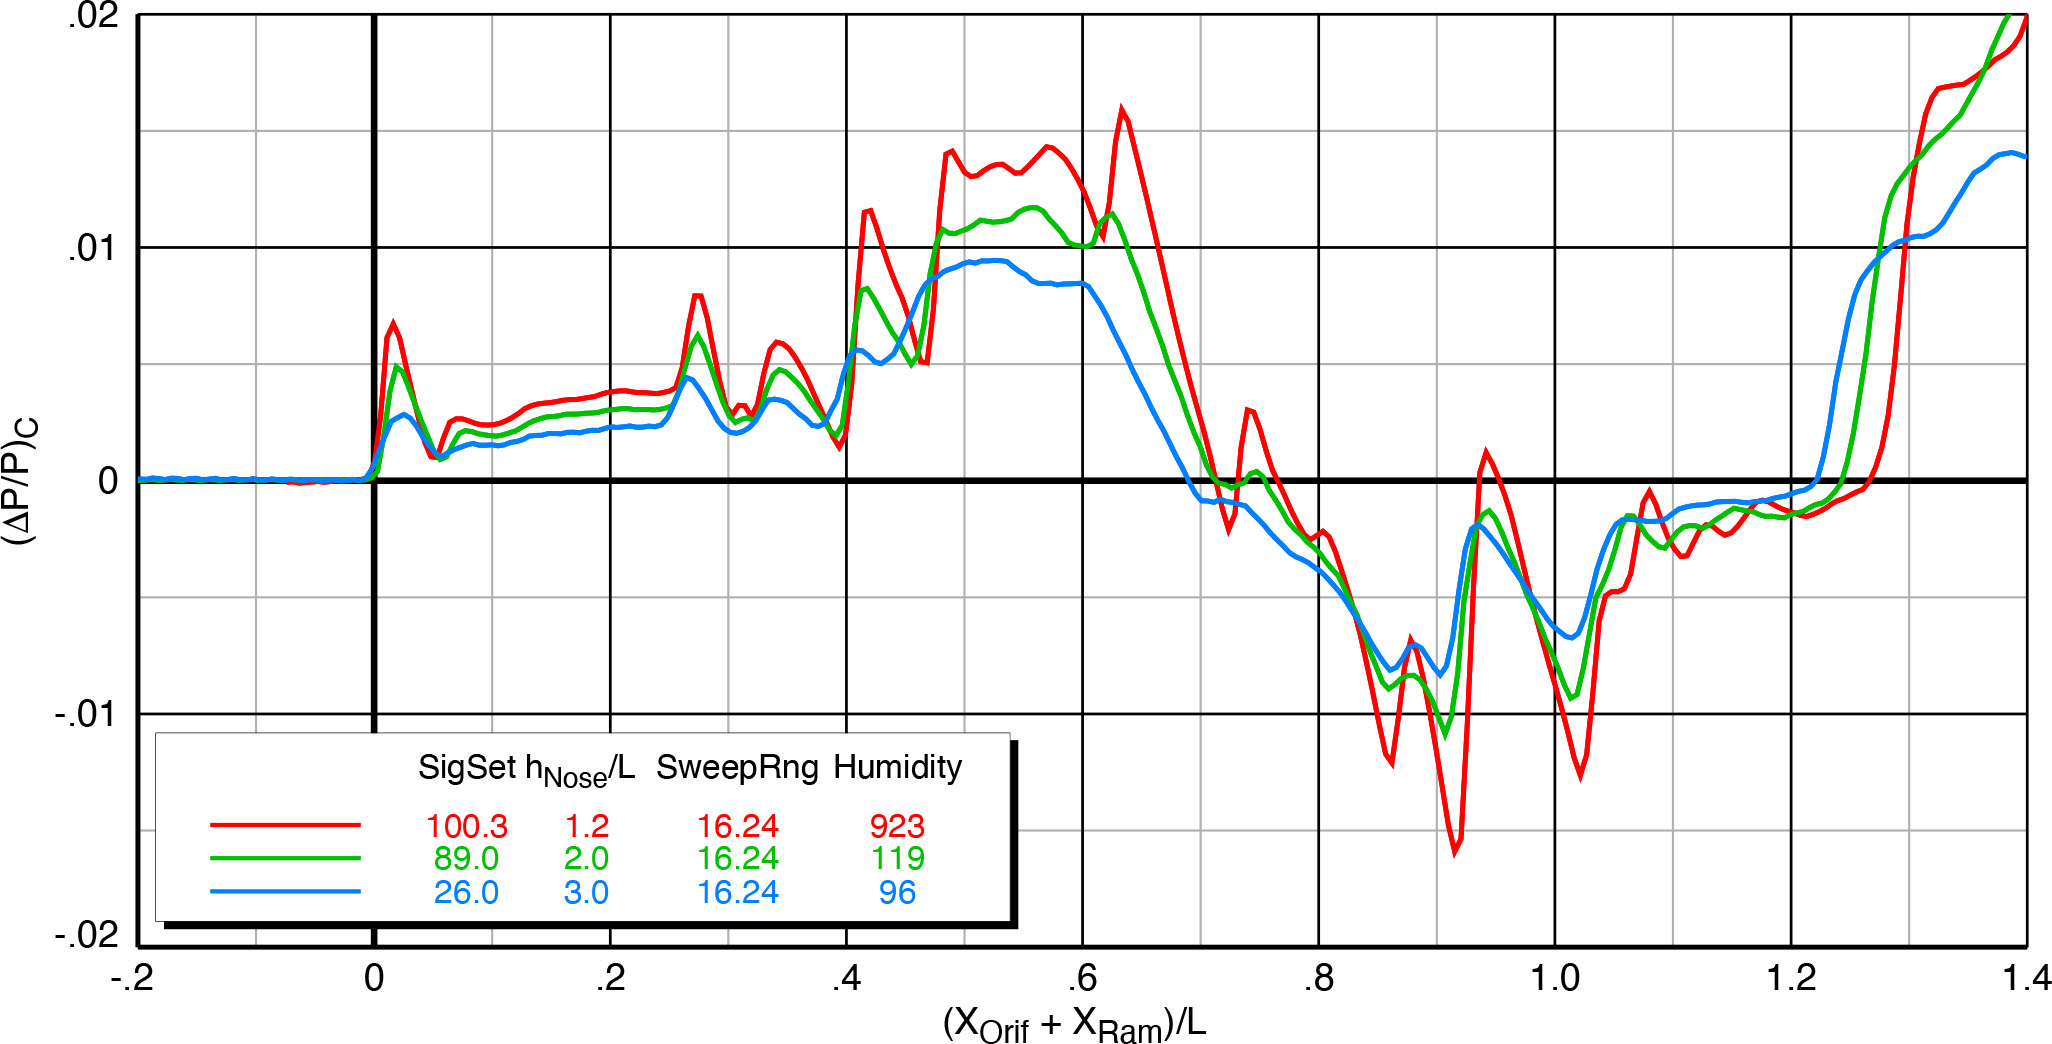 .02
.01
0
-.01
-.02
(ΔP/P)C
SigSet hNose/L SweepRng Humidity
100.3 1.2 16.24 923
89.0 2.0 16.24 119
26.0 3.0 16.24 96
-.2 0 .2 .4 .6 .8 1.0 1.2 1.4
(XOrif + XRam)/L